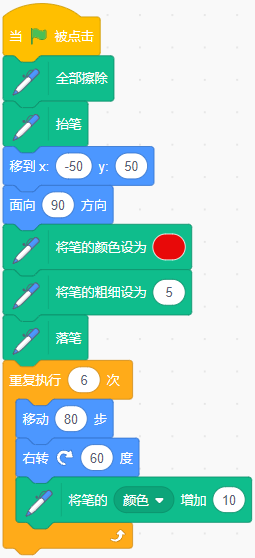 当 被点击
全部擦除
抬笔
移到 x: -50 y: 50
面向 90 方向
将笔的颜色设为
将笔的粗细设为 5
落笔
重复执行 6 次
移动 80 步
右转 60 度
将笔的 颜色 增加 10